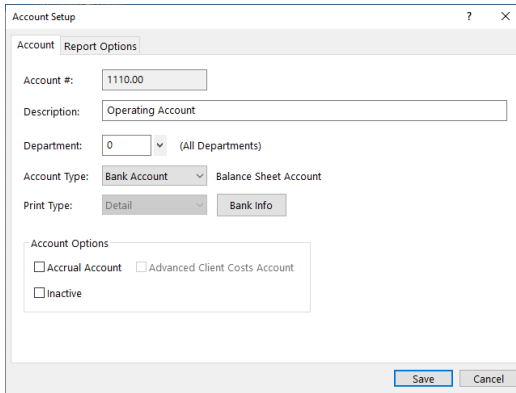 Account Setup ? ×
Account Report Options
Account #: 1110.00
Description: Operating Account
Department: 0 (All Departments)
Account Type: Bank Account Balance Sheet Account
Print Type: Detail Bank Info
Account Options
Accrual Account Advanced Client Costs Account
Inactive
Save Cancel